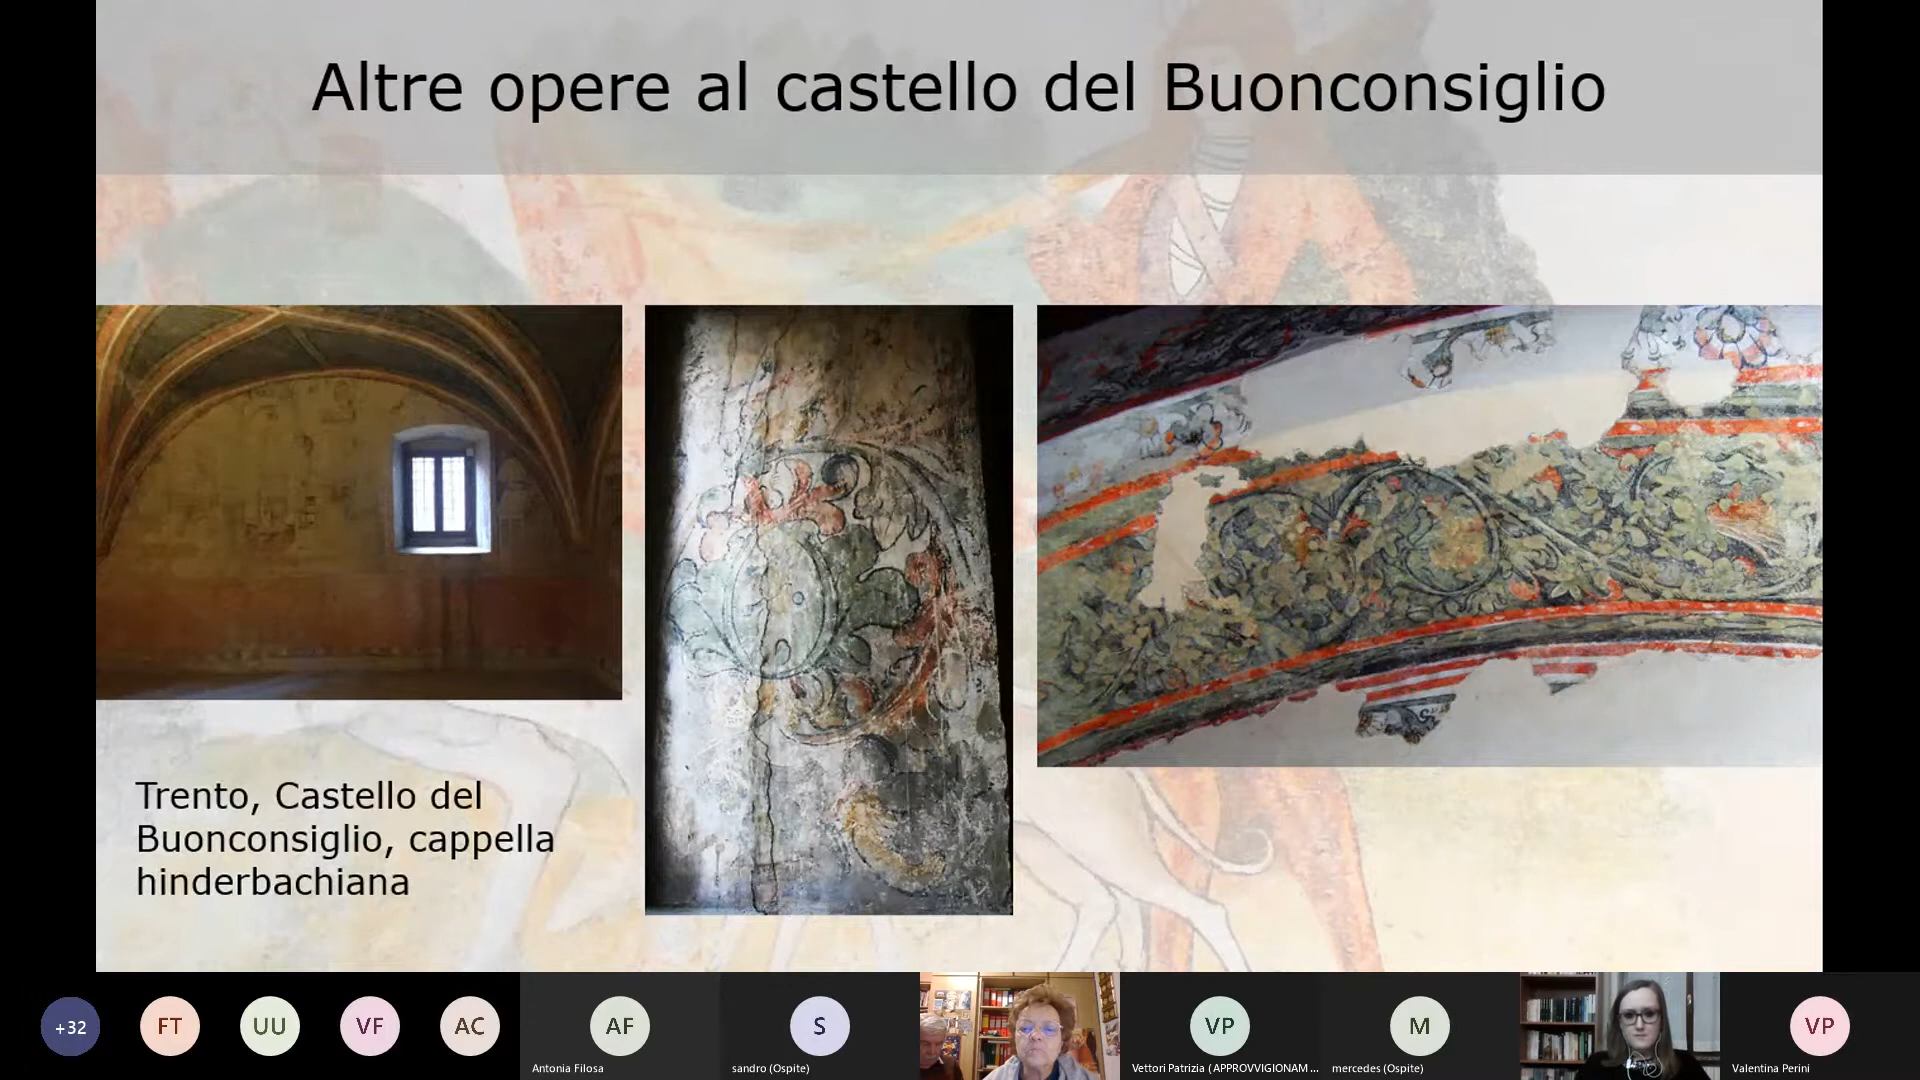 Altre opere al castello del Buonconsiglio
Trento, Castello del
Buonconsiglio, cappella
hinderbachiana
+32
FT
UU
VF
AC
AF
Antonia Filosa
S
sandro (Ospite)
VP
Vettori Patrizia ( APPROVVIGIONAM ...
M
mercedes (Ospite)
VP
Valentina Perini